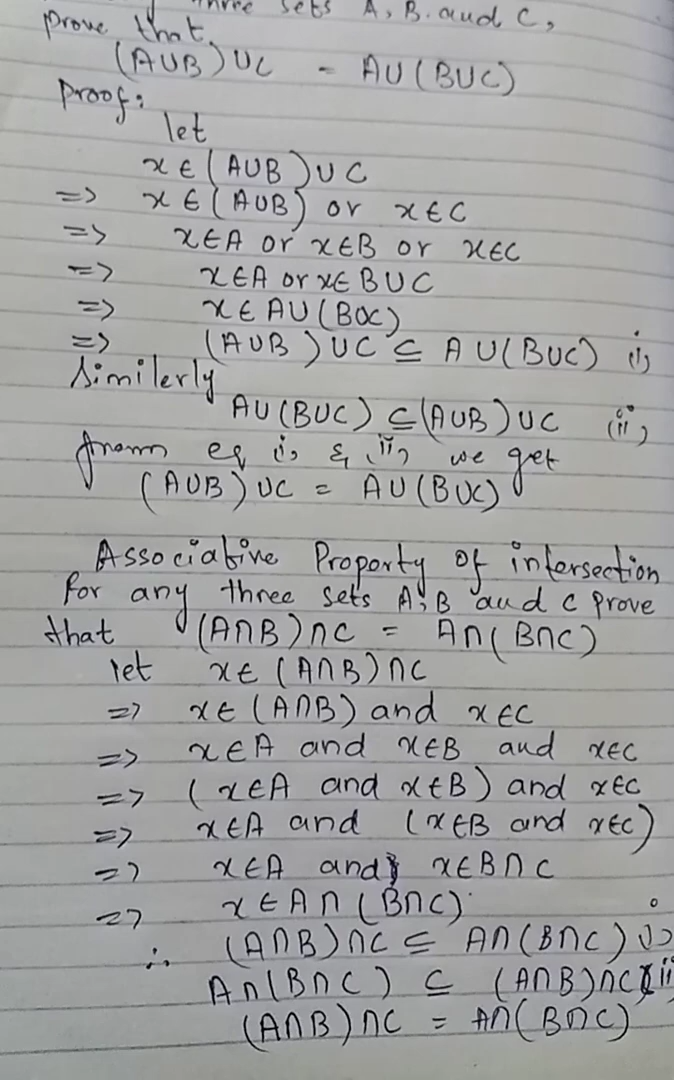 three sets A, B. and C,
prove that
(A∪B)∪C = A∪(B∪C)
Proof:
let
x ∈ (A∪B)∪C
=> x ∈ (A∪B) or x∈C
=> x∈A or x∈B or x∈C
=> x∈A or x∈ B∪C
=> x∈ A∪(B∪C)
=> (A∪B)∪C ⊆ A∪(B∪C) i,
Similerly
A∪(B∪C) ⊆ (A∪B)∪C (ii,
from eq i, & ii, we get
(A∪B)∪C = A∪(B∪C)
Associative Property of intersection
for any three sets A, B and C prove
that (A∩B)∩C = A∩(B∩C)
let x∈ (A∩B)∩C
=> x∈ (A∩B) and x∈C
=> x∈A and x∈B and x∈C
=> (x∈A and x∈B) and x∈C
=> x∈A and (x∈B and x∈C)
=> x∈A and x∈B∩C
=> x∈A∩(B∩C)
∴ (A∩B)∩C ⊆ A∩(B∩C) i,
A∩(B∩C) ⊆ (A∩B)∩C ii
(A∩B)∩C = A∩(B∩C)